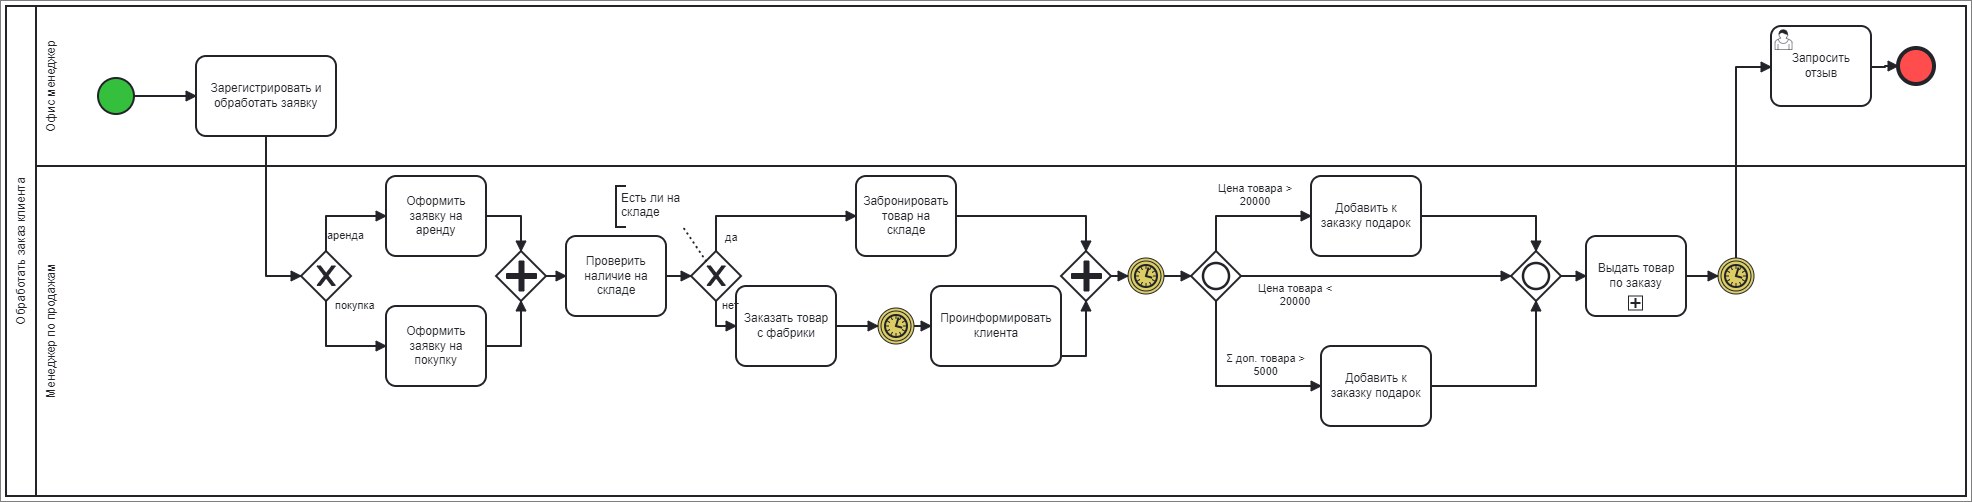 Обработать заказ клиента
Офис менеджер
Зарегистрировать и
обработать заявку
Запросить
отзыв
Менеджер по продажам
аренда
покупка
Оформить
заявку на
аренду
Оформить
заявку на
покупку
Проверить
наличие на
складе
Есть ли на
складе
да
нет
Забронировать
товар на
складе
Заказать товар
с фабрики
Проинформировать
клиента
Цена товара >
20000
Цена товара <
20000
Σ доп. товара >
5000
Добавить к
заказку подарок
Добавить к
заказку подарок
Выдать товар
по заказу